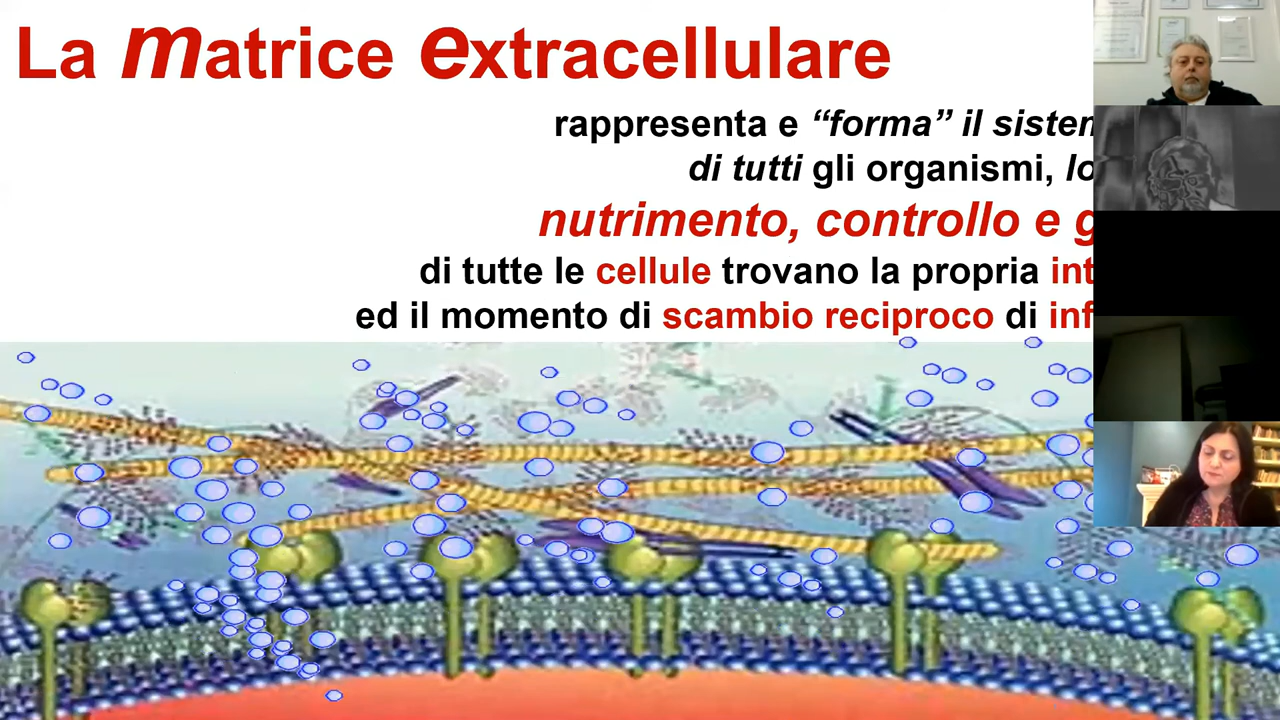 La matrice extracellulare
rappresenta e “forma” il sistem
di tutti gli organismi, lo
nutrimento, controllo e g
di tutte le cellule trovano la propria int
ed il momento di scambio reciproco di inf